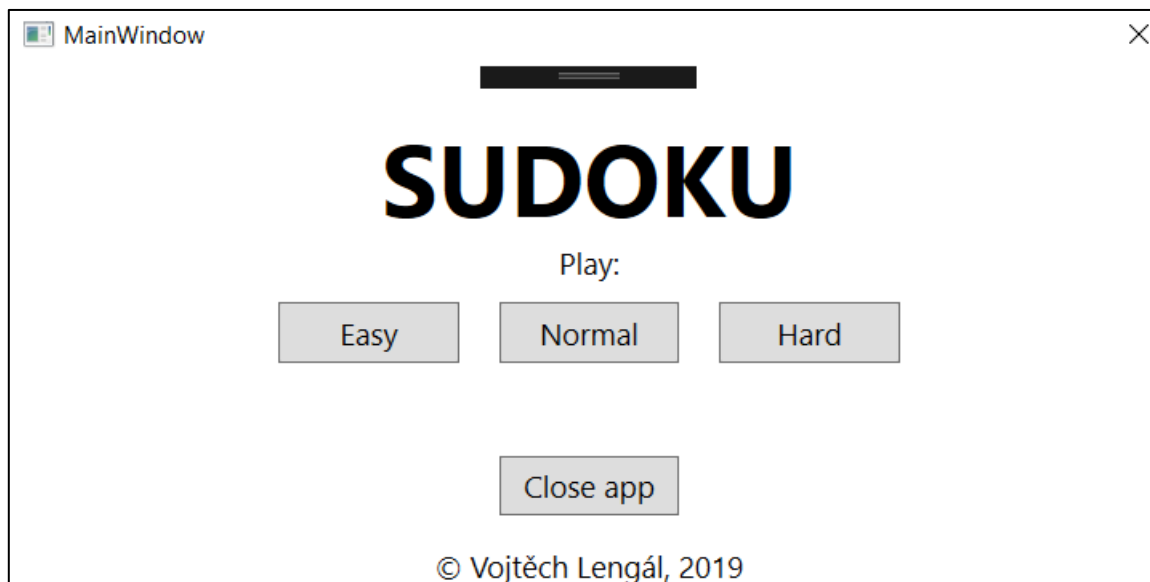 MainWindow
SUDOKU
Play:
Easy Normal Hard
Close app
© Vojtěch Lengál, 2019